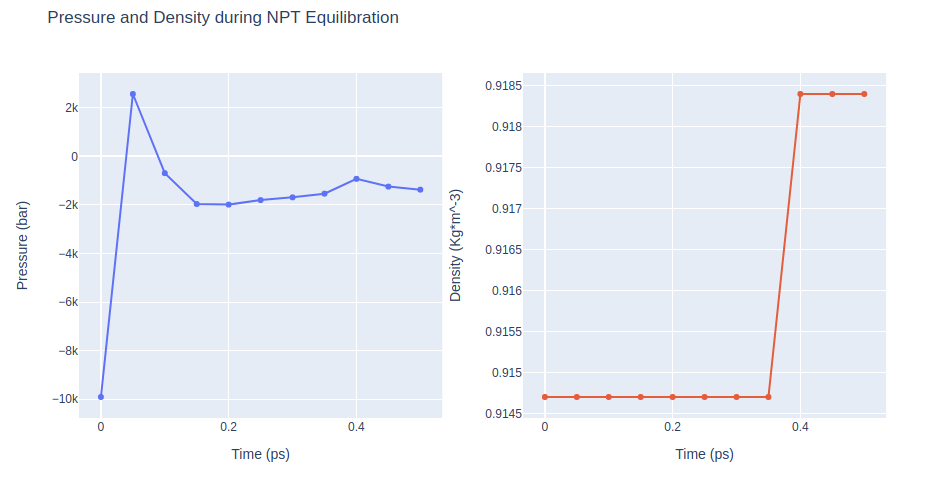 Pressure and Density during NPT Equilibration
2k
0
−2k
−4k
−6k
−8k
−10k
0
0.2
0.4
Time (ps)
Pressure (bar)
0.9185
0.918
0.9175
0.917
0.9165
0.916
0.9155
0.915
0.9145
0
0.2
0.4
Time (ps)
Density (Kg*m^-3)